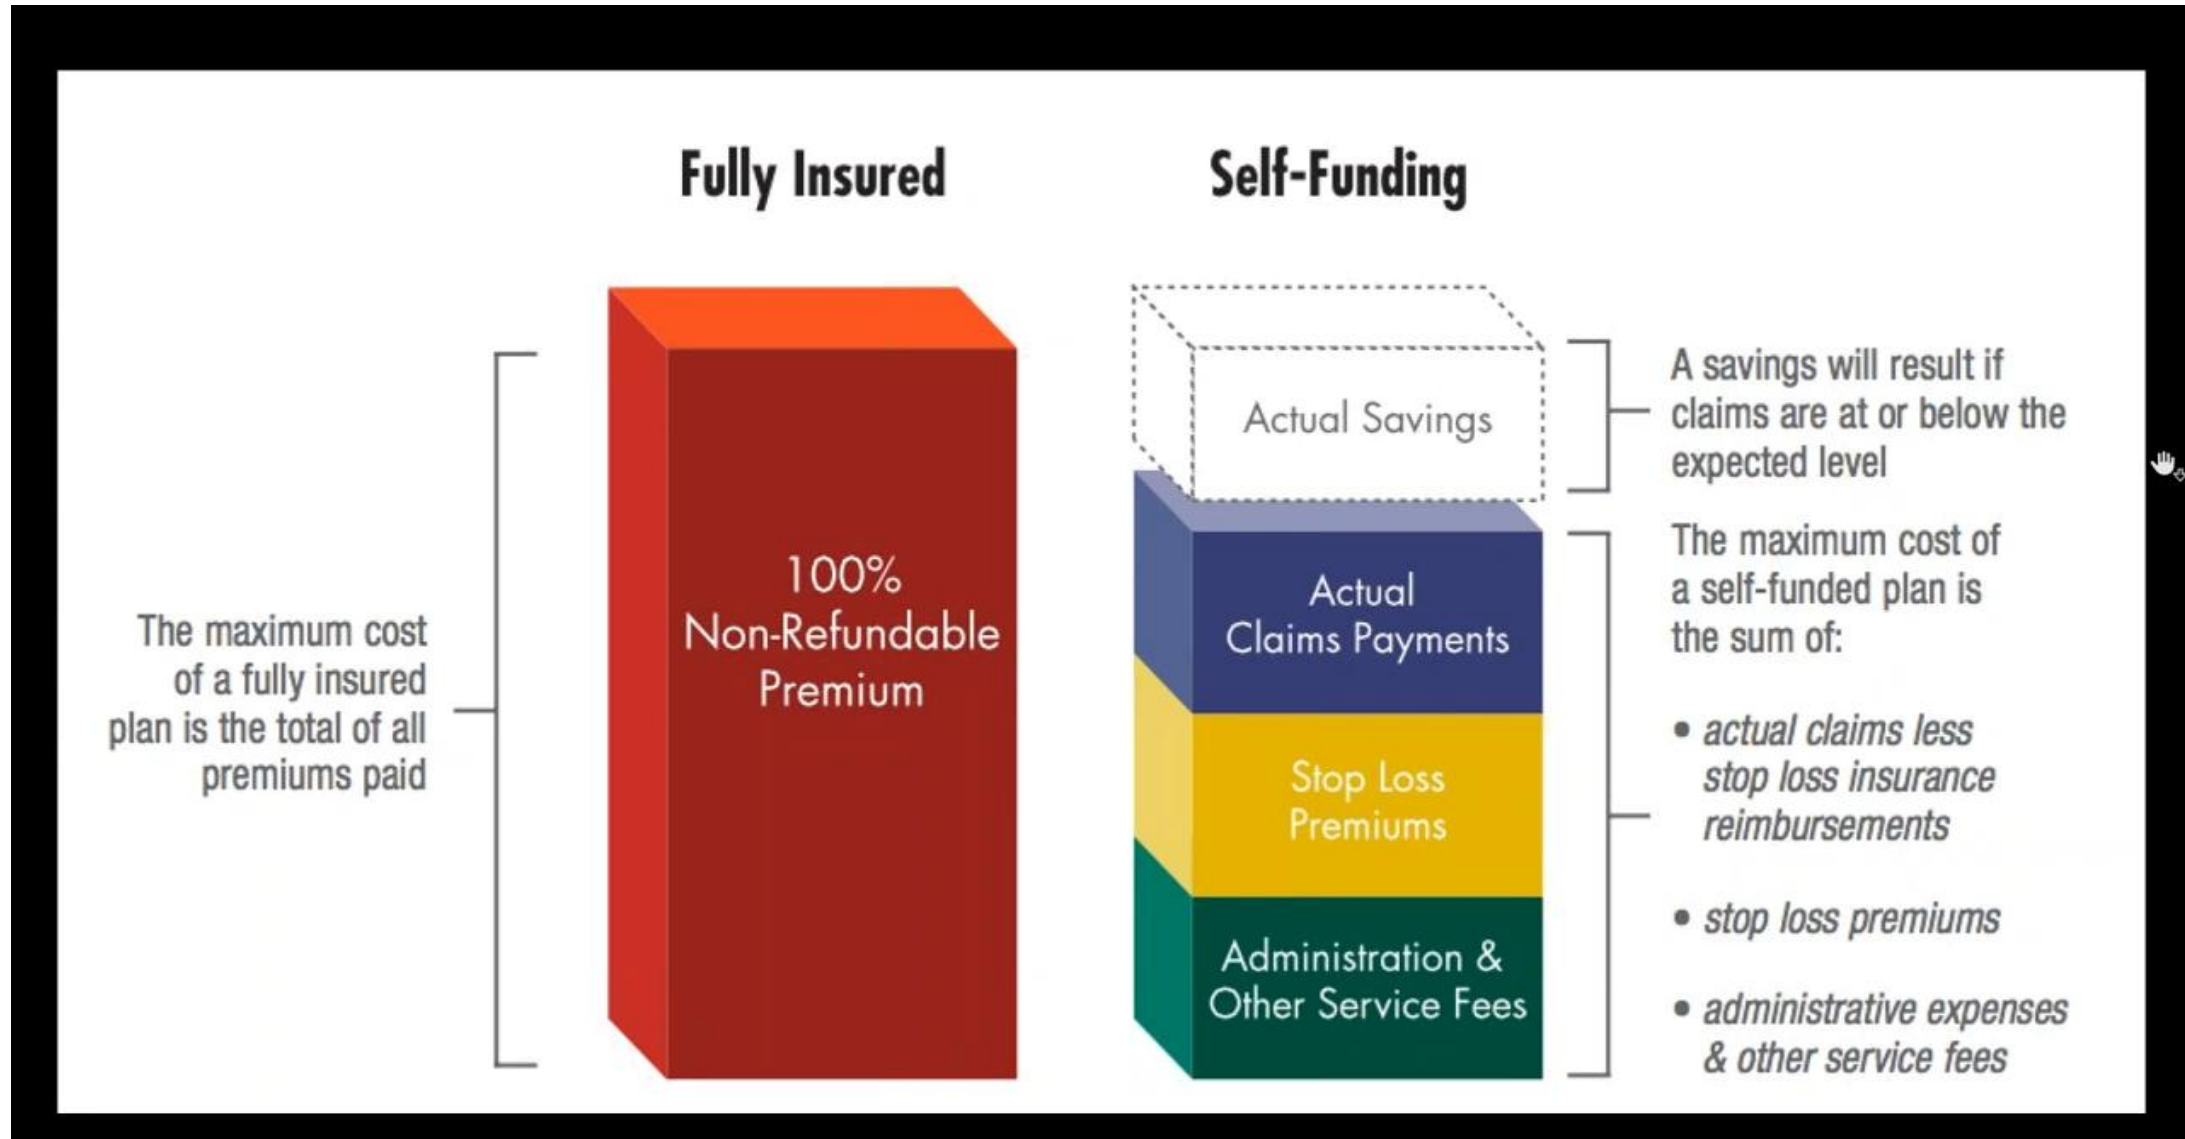 Fully Insured
Self-Funding
The maximum cost
of a fully insured
plan is the total of all
premiums paid
100%
Non-Refundable
Premium
Actual Savings
Actual
Claims Payments
Stop Loss
Premiums
Administration &
Other Service Fees
A savings will result if
claims are at or below the
expected level
The maximum cost of
a self-funded plan is
the sum of:
• actual claims less
stop loss insurance
reimbursements
• stop loss premiums
• administrative expenses
& other service fees